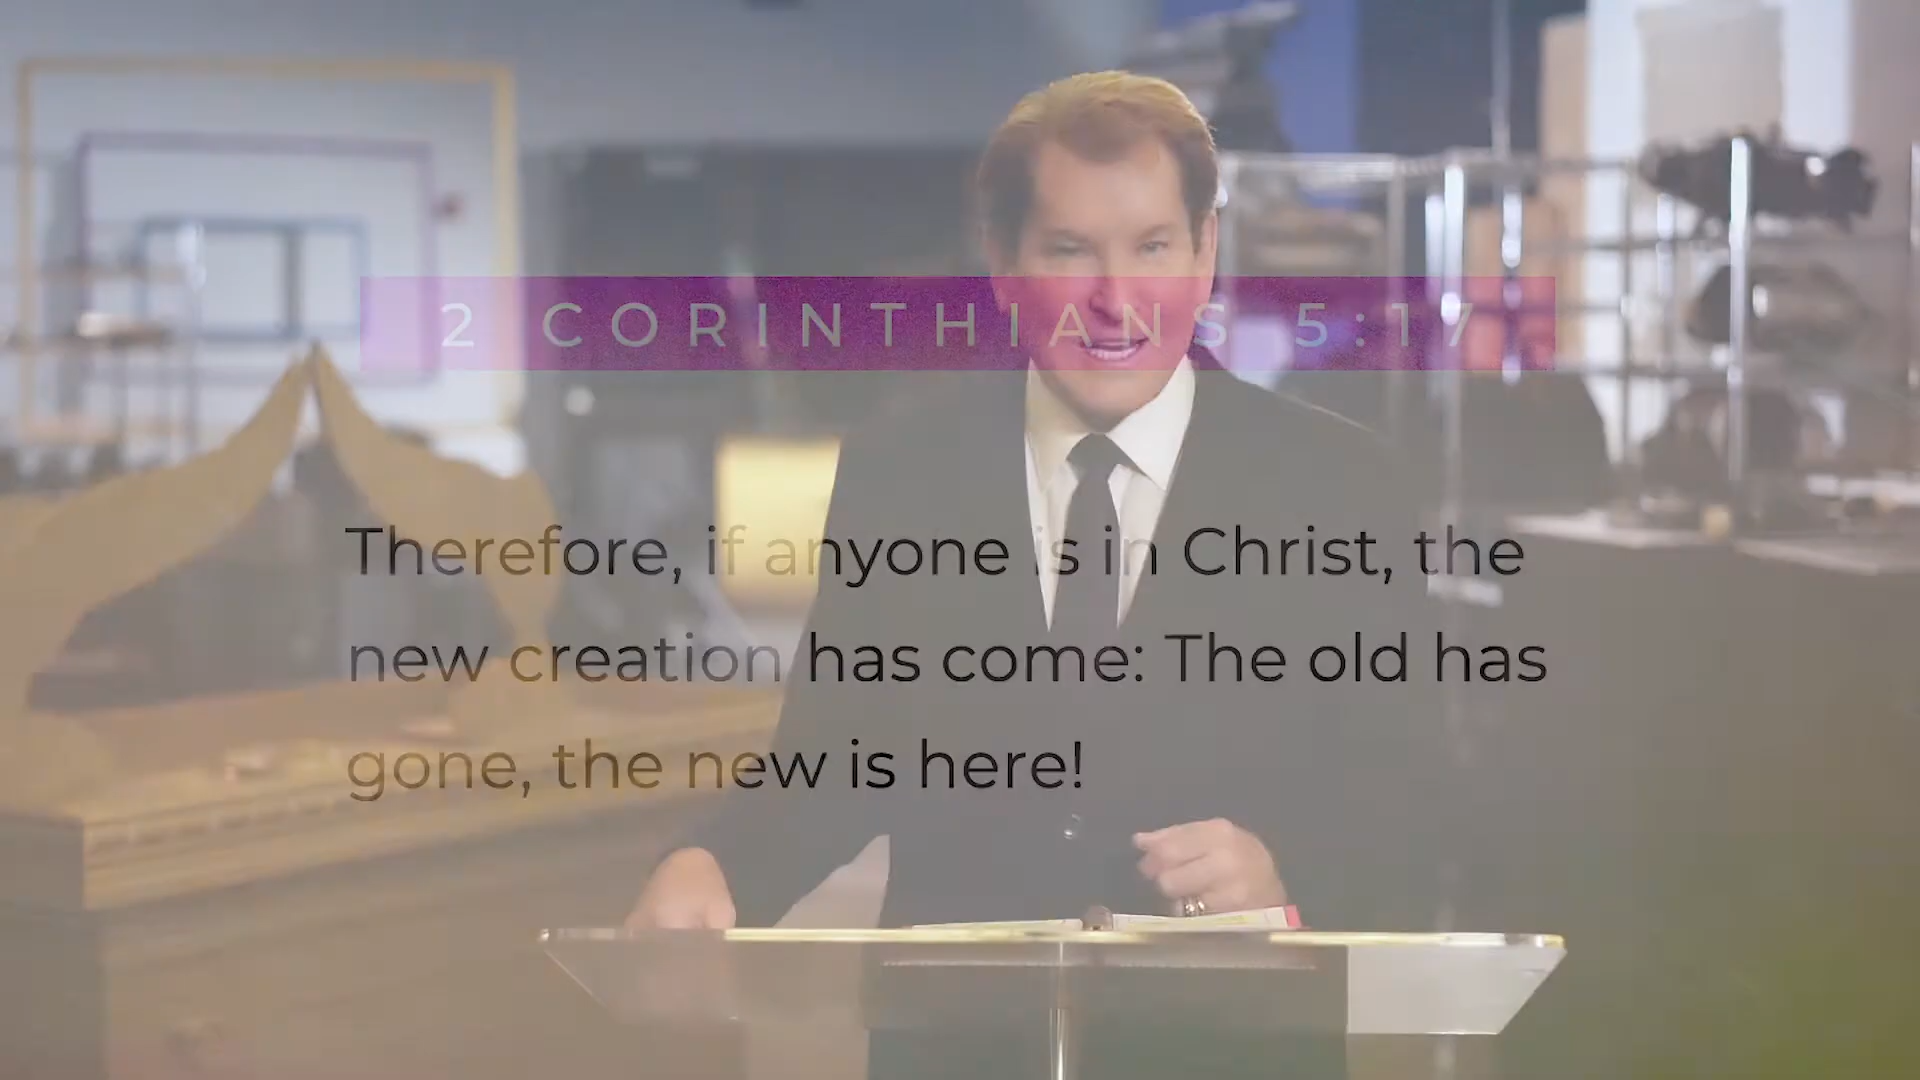 2 CORINTHIANS 5:17
Therefore, if anyone is in Christ, the
new creation has come: The old has
gone, the new is here!